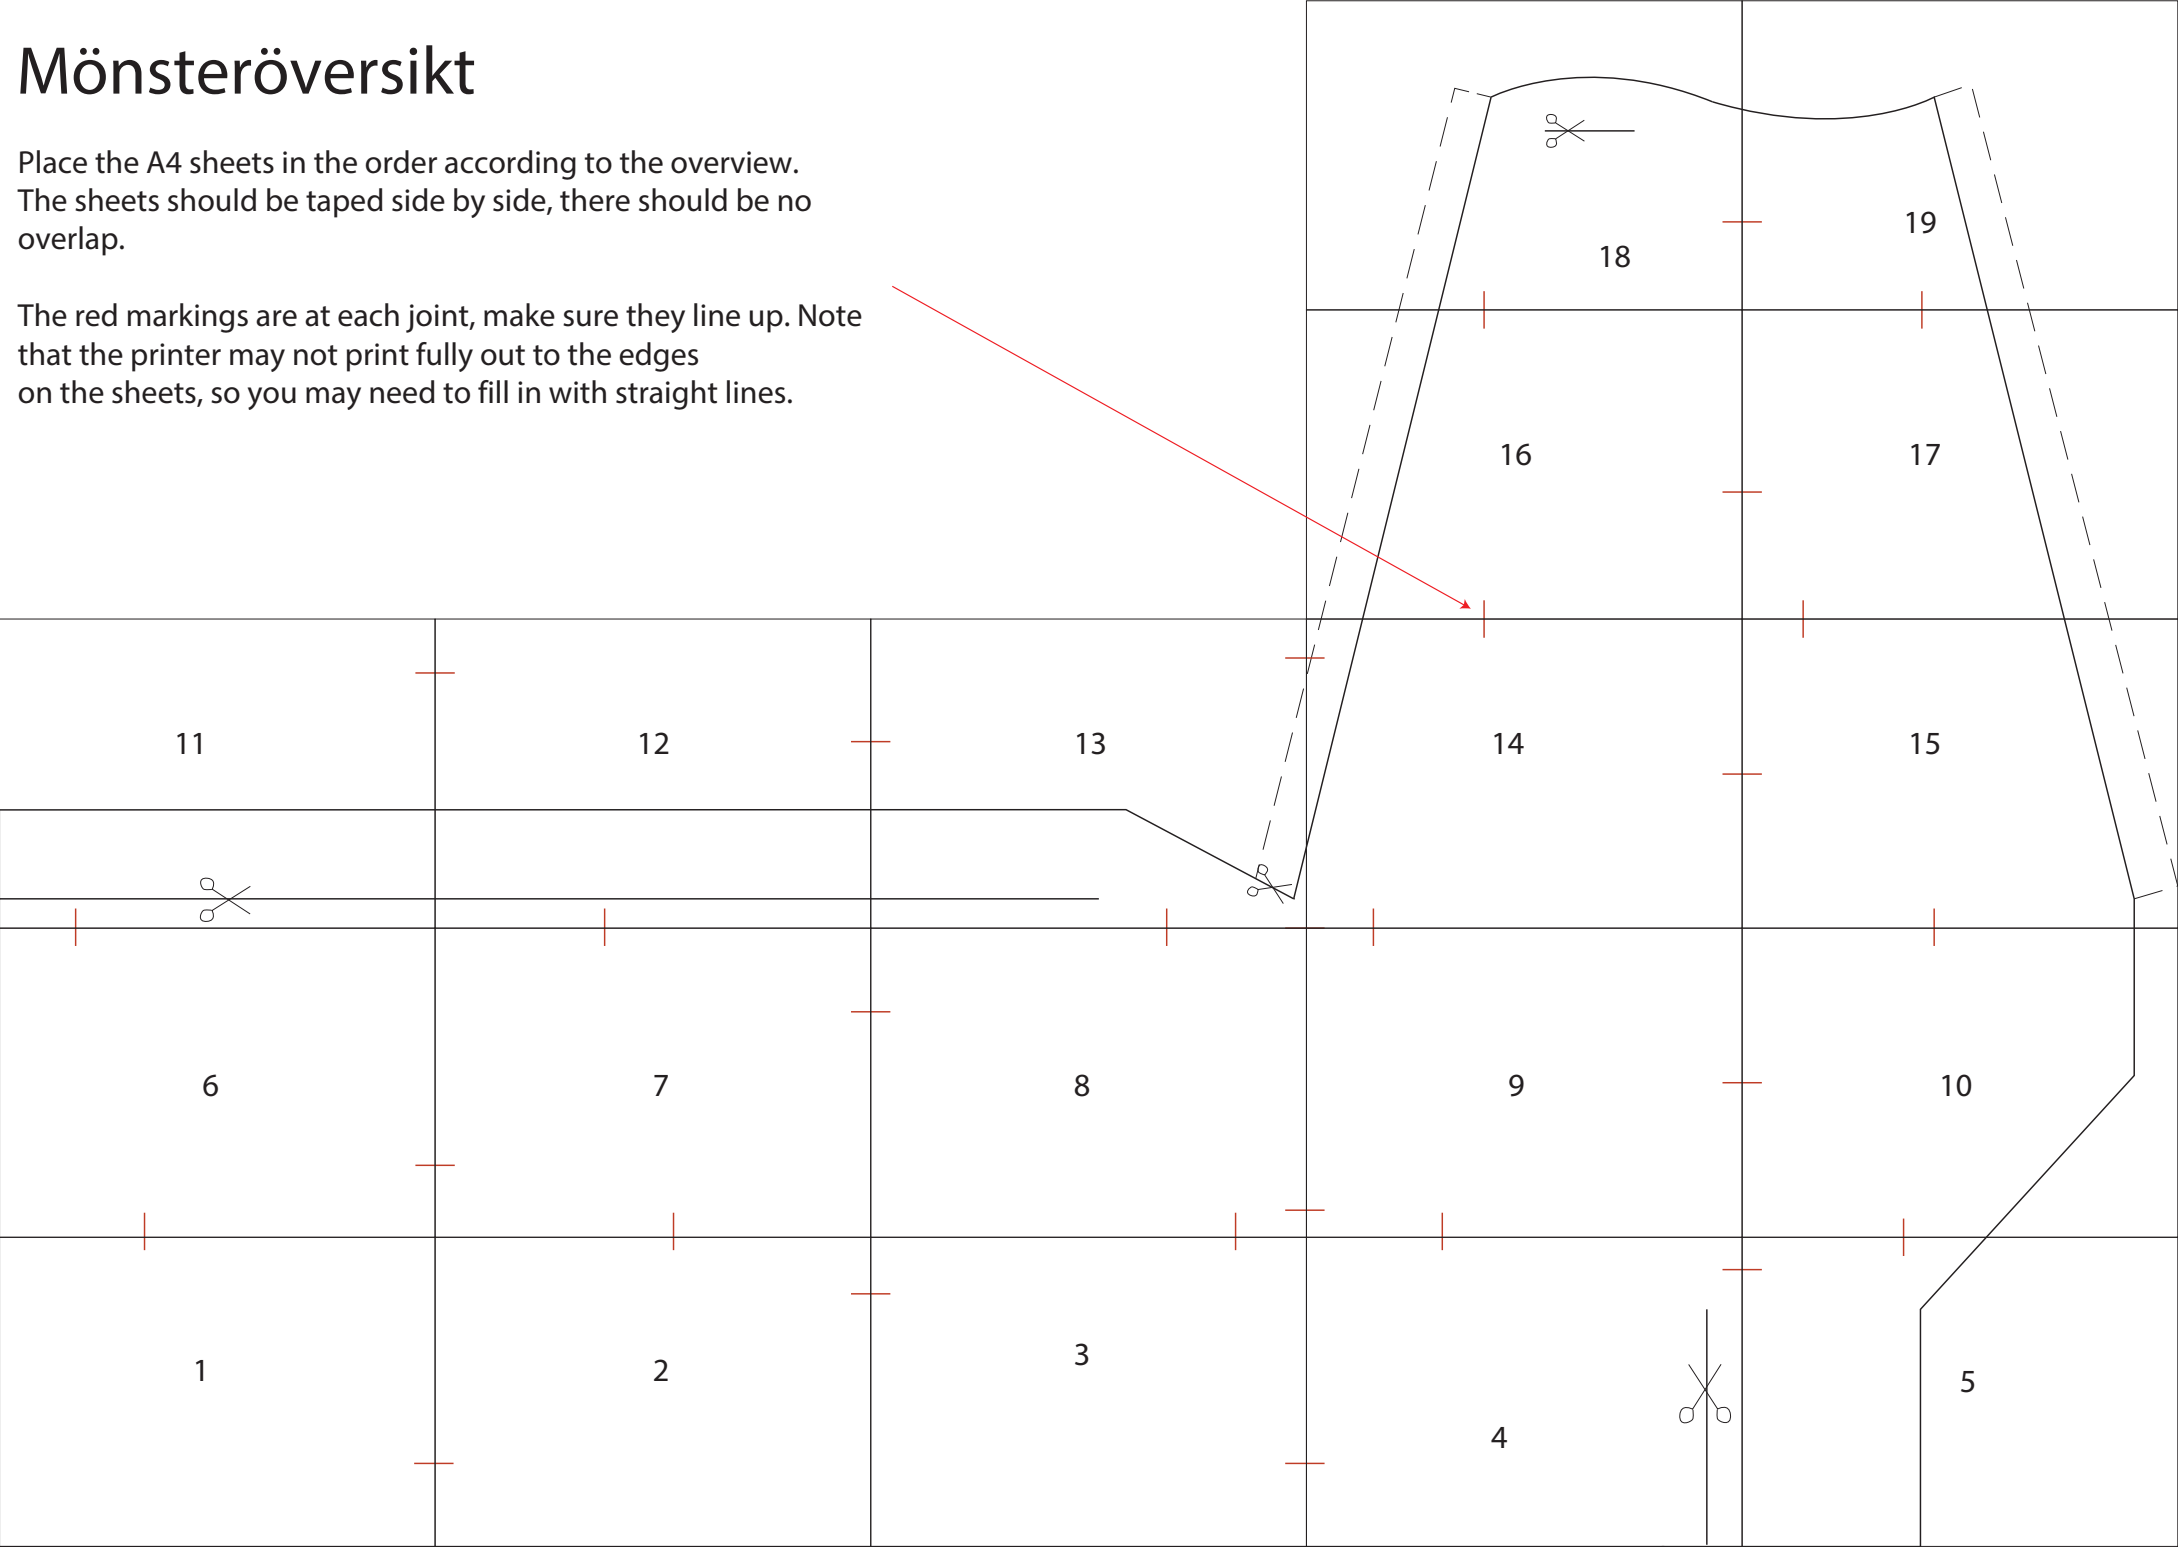 Mönsteröversikt
Place the A4 sheets in the order according to the overview.
The sheets should be taped side by side, there should be no
overlap.
The red markings are at each joint, make sure they line up. Note
that the printer may not print fully out to the edges
on the sheets, so you may need to fill in with straight lines.
18
19
16
17
11
12
13
14
15
6
7
8
9
10
1
2
3
4
5